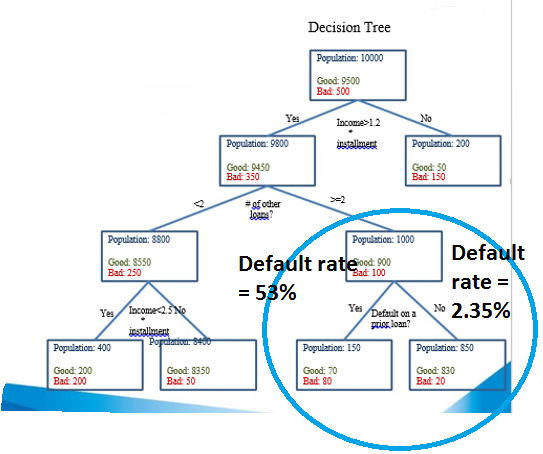 Decision Tree
Population: 10000
Good: 9500
Bad: 500
Yes
Income>1.2
*
installment
No
Population: 9800
Good: 9450
Bad: 350
Population: 200
Good: 50
Bad: 150
<2
# of other
loans?
>=2
Population: 8800
Good: 8550
Bad: 250
Population: 1000
Good: 900
Bad: 100
Default rate
= 53%
Default
rate =
2.35%
Yes
Income<2.5
*
installment
No
Yes
Default on a
prior loan?
No
Population: 400
Good: 200
Bad: 200
Population: 8400
Good: 8350
Bad: 50
Population: 150
Good: 70
Bad: 80
Population: 850
Good: 830
Bad: 20